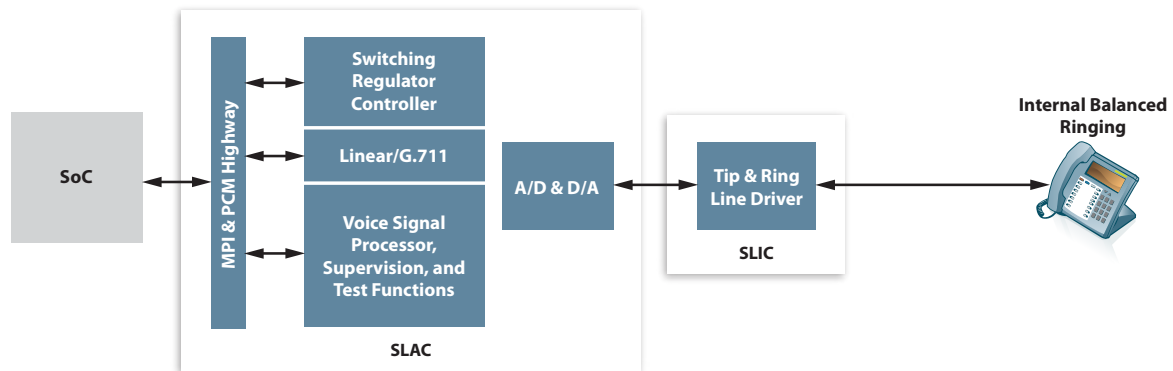 SoC
MPI & PCM Highway
Switching
Regulator
Controller
Linear/G.711
Voice Signal
Processor,
Supervision, and
Test Functions
A/D & D/A
SLAC
Tip & Ring
Line Driver
SLIC
Internal Balanced
Ringing